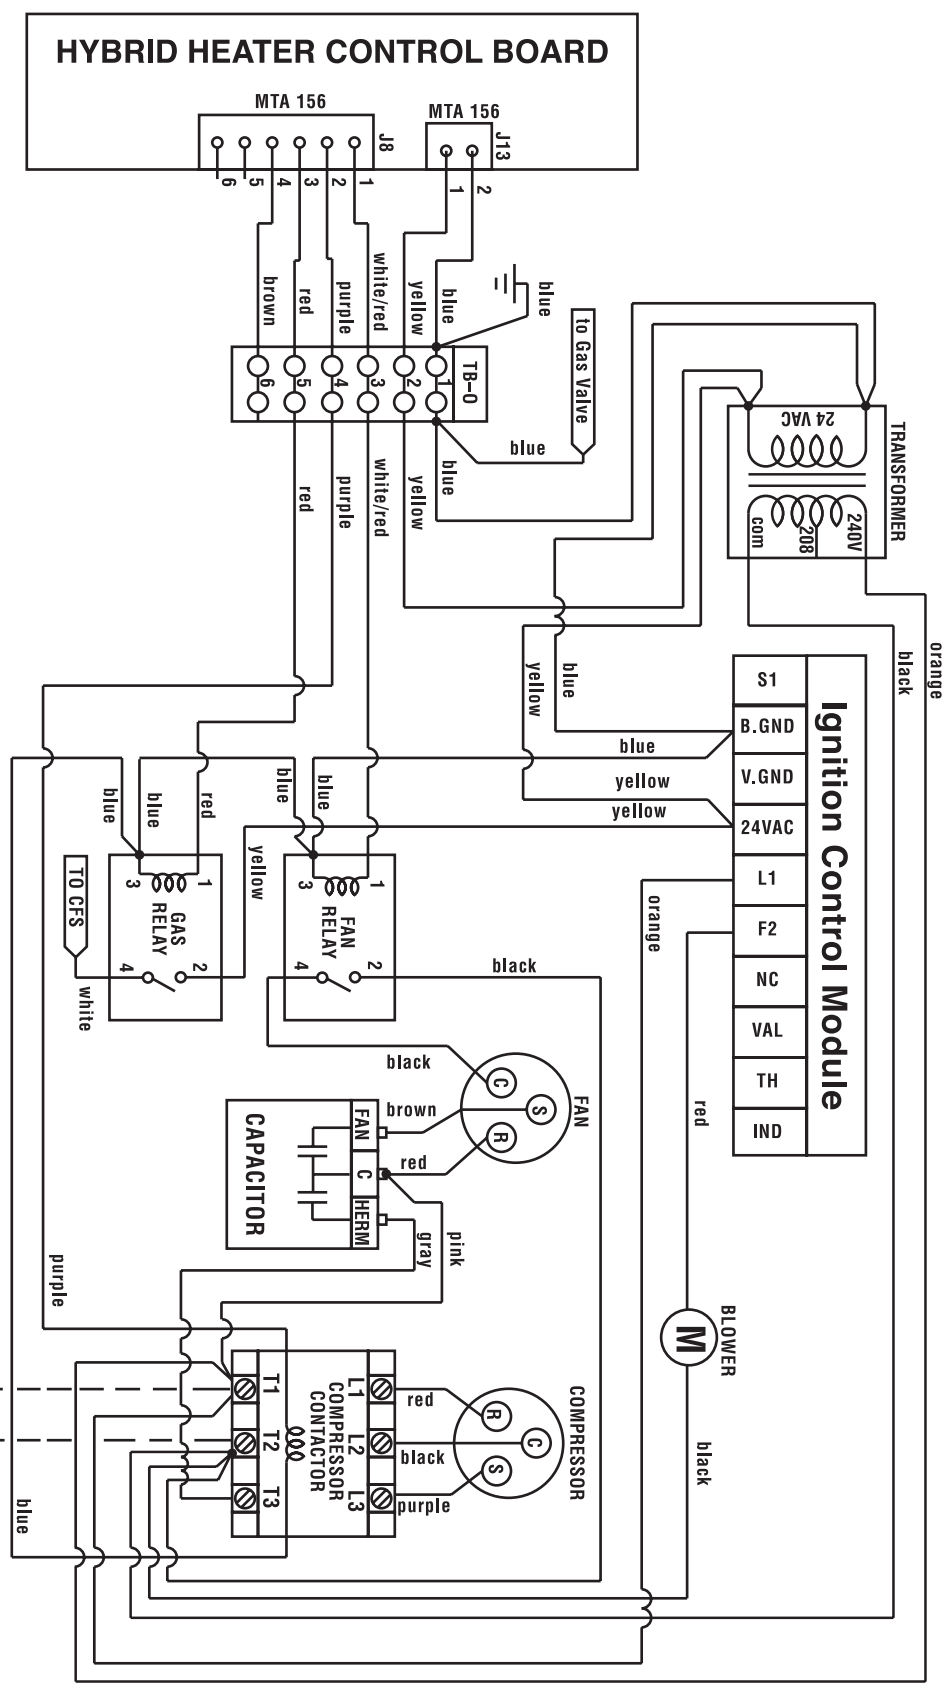 HYBRID HEATER CONTROL BOARD
MTA 156
MTA 156
J8
J13
6
5
4
3
2
1
1
2
brown
red
purple
white/red
yellow
blue
blue
to Gas Valve
TB-0
6
5
4
3
2
1
blue
red
purple
white/red
yellow
blue
TRANSFORMER
24 VAC
com
208
240V
orange
black
yellow
blue
blue
yellow
yellow
Ignition Control Module
S1
B.GND
V.GND
24VAC
L1
F2
NC
VAL
TH
IND
blue
blue
red
blue
blue
yellow
TO CFS
3
1
GAS
RELAY
4
2
white
3
1
FAN
RELAY
4
2
black
orange
black
FAN
C
S
R
brown
red
CAPACITOR
FAN
C
HERM
gray
pink
red
purple
BLOWER
M
black
T1
T2
T3
COMPRESSOR
CONTACTOR
L1
L2
L3
red
black
purple
COMPRESSOR
R
C
S
blue